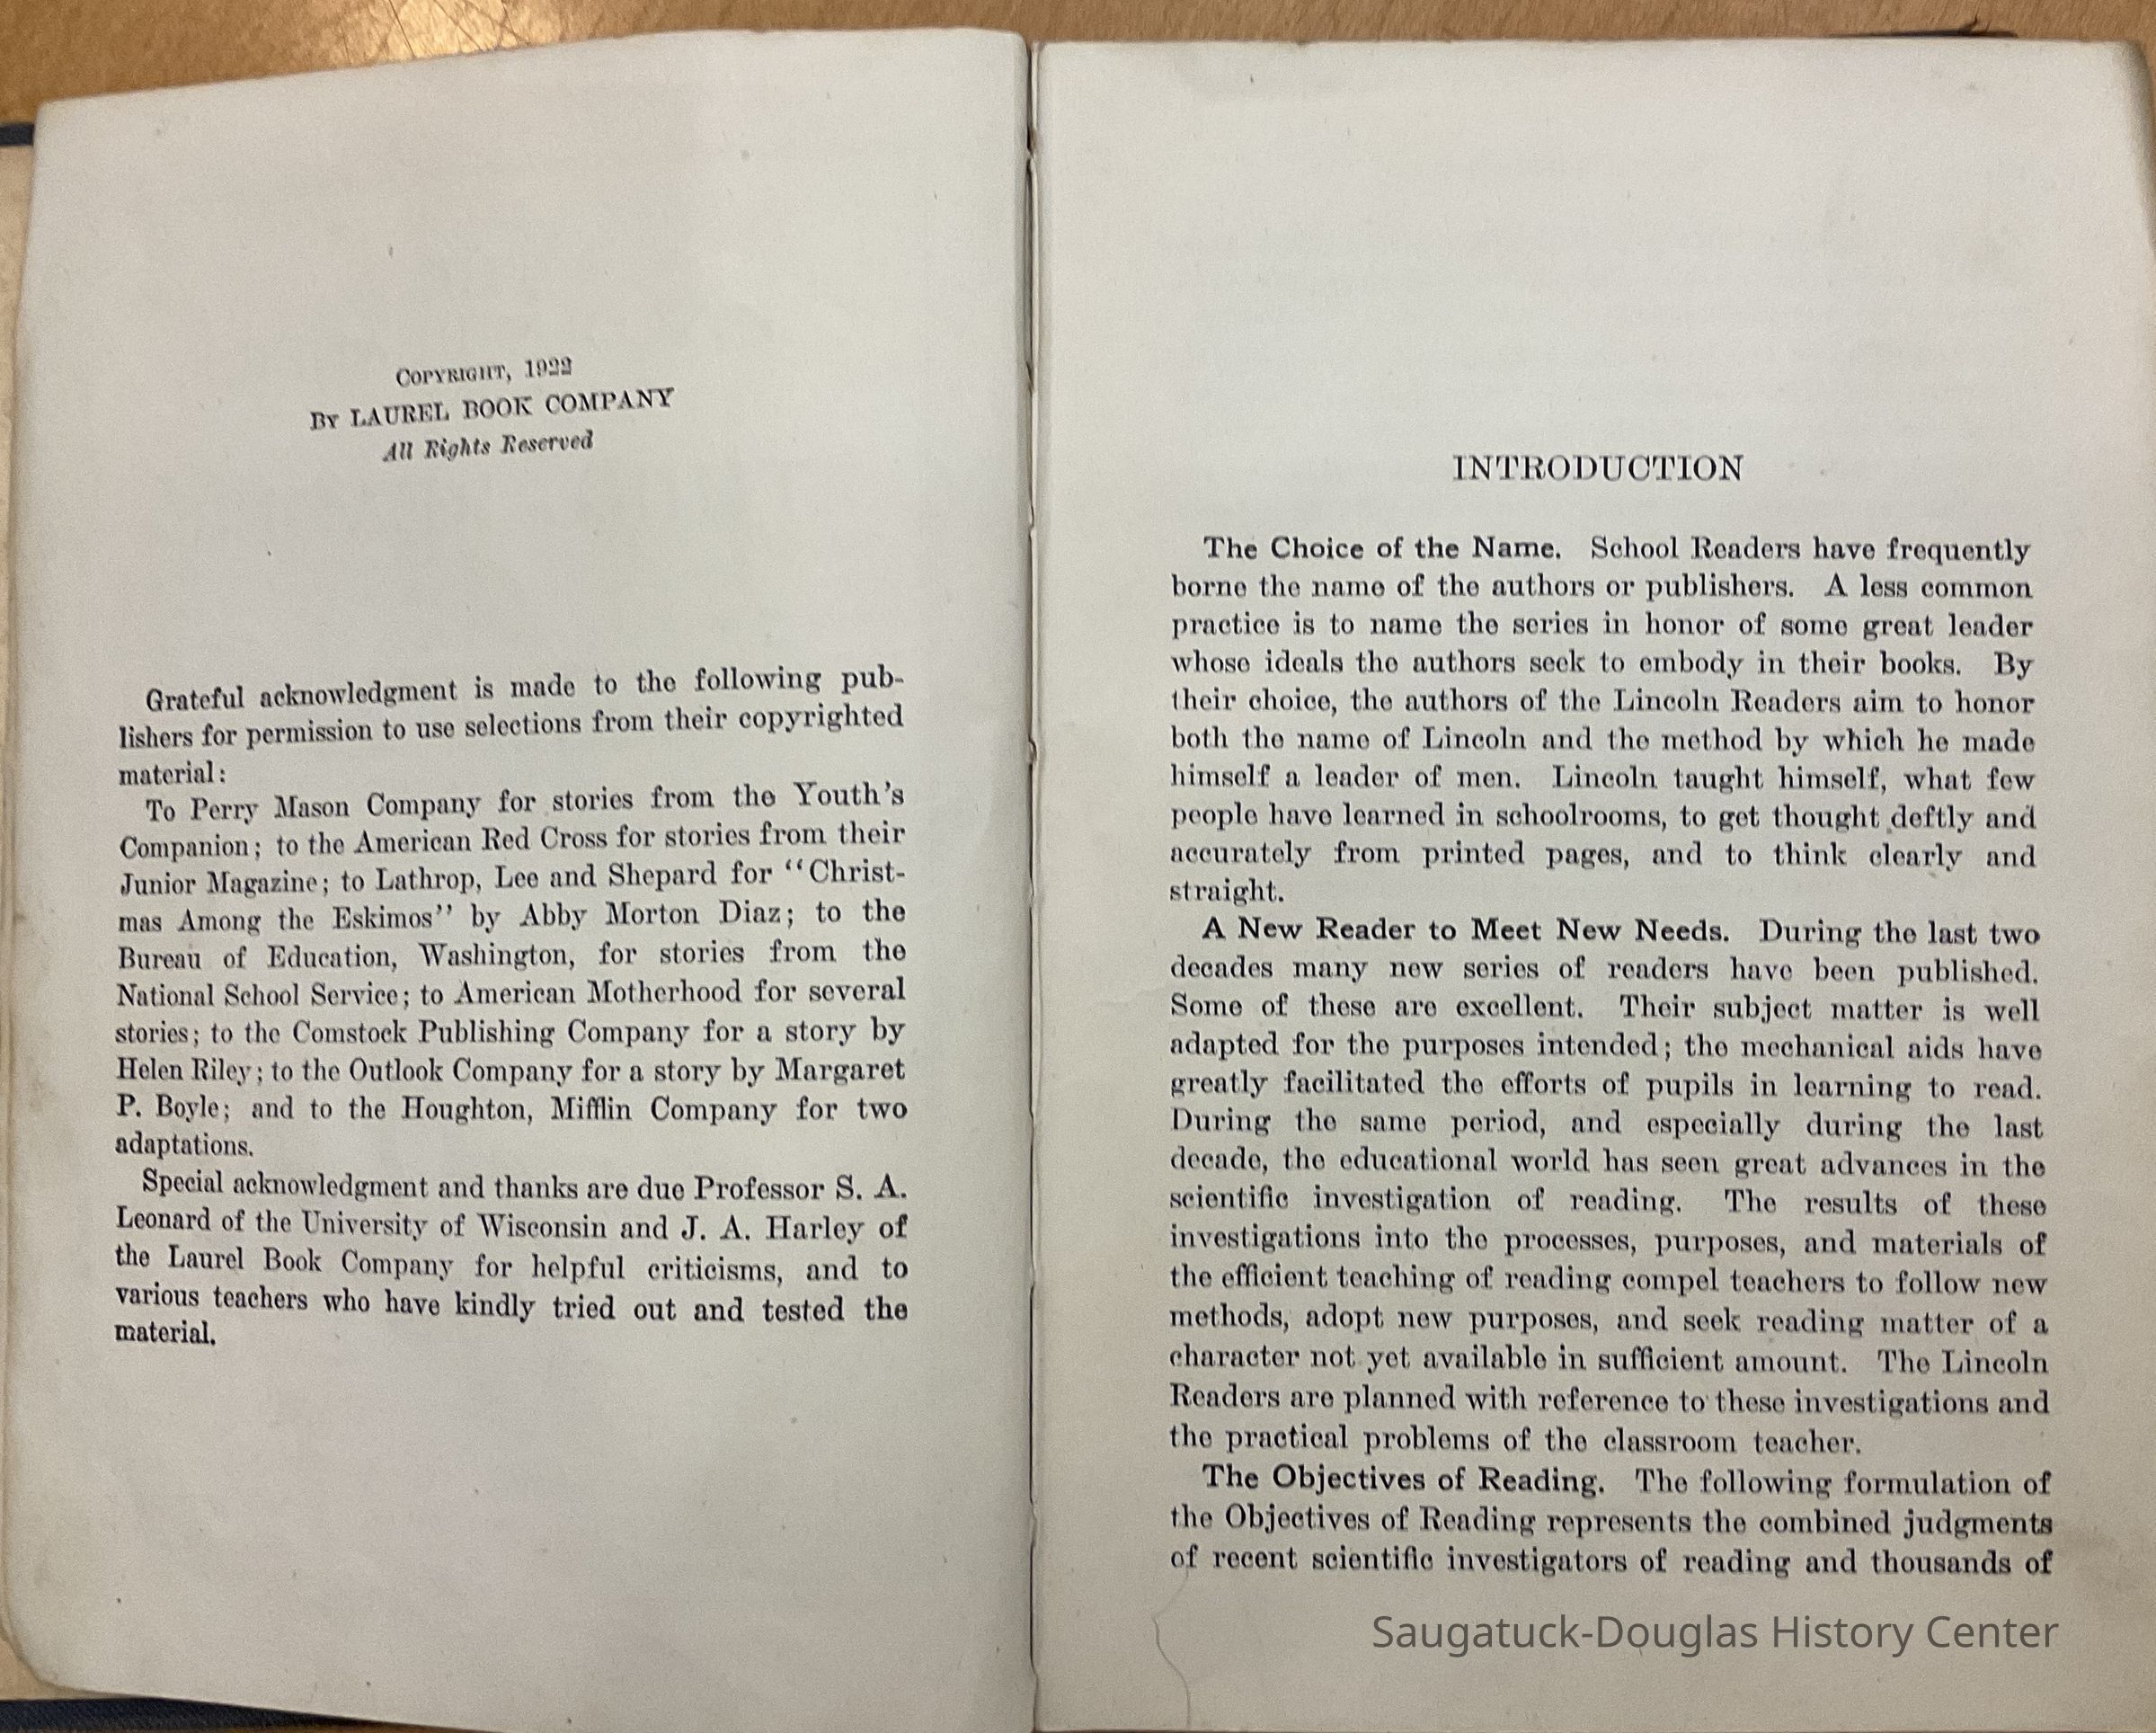 COPYRIGHT, 1922
BY LAUREL BOOK COMPANY
All Rights Reserved
Grateful acknowledgment is made to the following pub-
lishers for permission to use selections from their copyrighted
material:
To Perry Mason Company for stories from the Youth's
Companion; to the American Red Cross for stories from their
Junior Magazine; to Lathrop, Lee and Shepard for "Christ-
mas Among the Eskimos" by Abby Morton Diaz; to the
Bureau of Education, Washington, for stories from the
National School Service; to American Motherhood for several
stories; to the Comstock Publishing Company for a story by
Helen Riley; to the Outlook Company for a story by Margaret
P. Boyle; and to the Houghton, Mifflin Company for two
adaptations.
Special acknowledgment and thanks are due Professor S. A.
Leonard of the University of Wisconsin and J. A. Harley of
the Laurel Book Company for helpful criticisms, and to
various teachers who have kindly tried out and tested the
material.
INTRODUCTION
The Choice of the Name. School Readers have frequently
borne the name of the authors or publishers. A less common
practice is to name the series in honor of some great leader
whose ideals the authors seek to embody in their books. By
their choice, the authors of the Lincoln Readers aim to honor
both the name of Lincoln and the method by which he made
himself a leader of men. Lincoln taught himself, what few
people have learned in schoolrooms, to get thought deftly and
accurately from printed pages, and to think clearly and
straight.
A New Reader to Meet New Needs. During the last two
decades many new series of readers have been published.
Some of these are excellent. Their subject matter is well
adapted for the purposes intended; the mechanical aids have
greatly facilitated the efforts of pupils in learning to read.
During the same period, and especially during the last
decade, the educational world has seen great advances in the
scientific investigation of reading. The results of these
investigations into the processes, purposes, and materials of
the efficient teaching of reading compel teachers to follow new
methods, adopt new purposes, and seek reading matter of a
character not yet available in sufficient amount. The Lincoln
Readers are planned with reference to these investigations and
the practical problems of the classroom teacher.
The Objectives of Reading. The following formulation of
the Objectives of Reading represents the combined judgments
of recent scientific investigators of reading and thousands of
Saugatuck-Douglas History Center